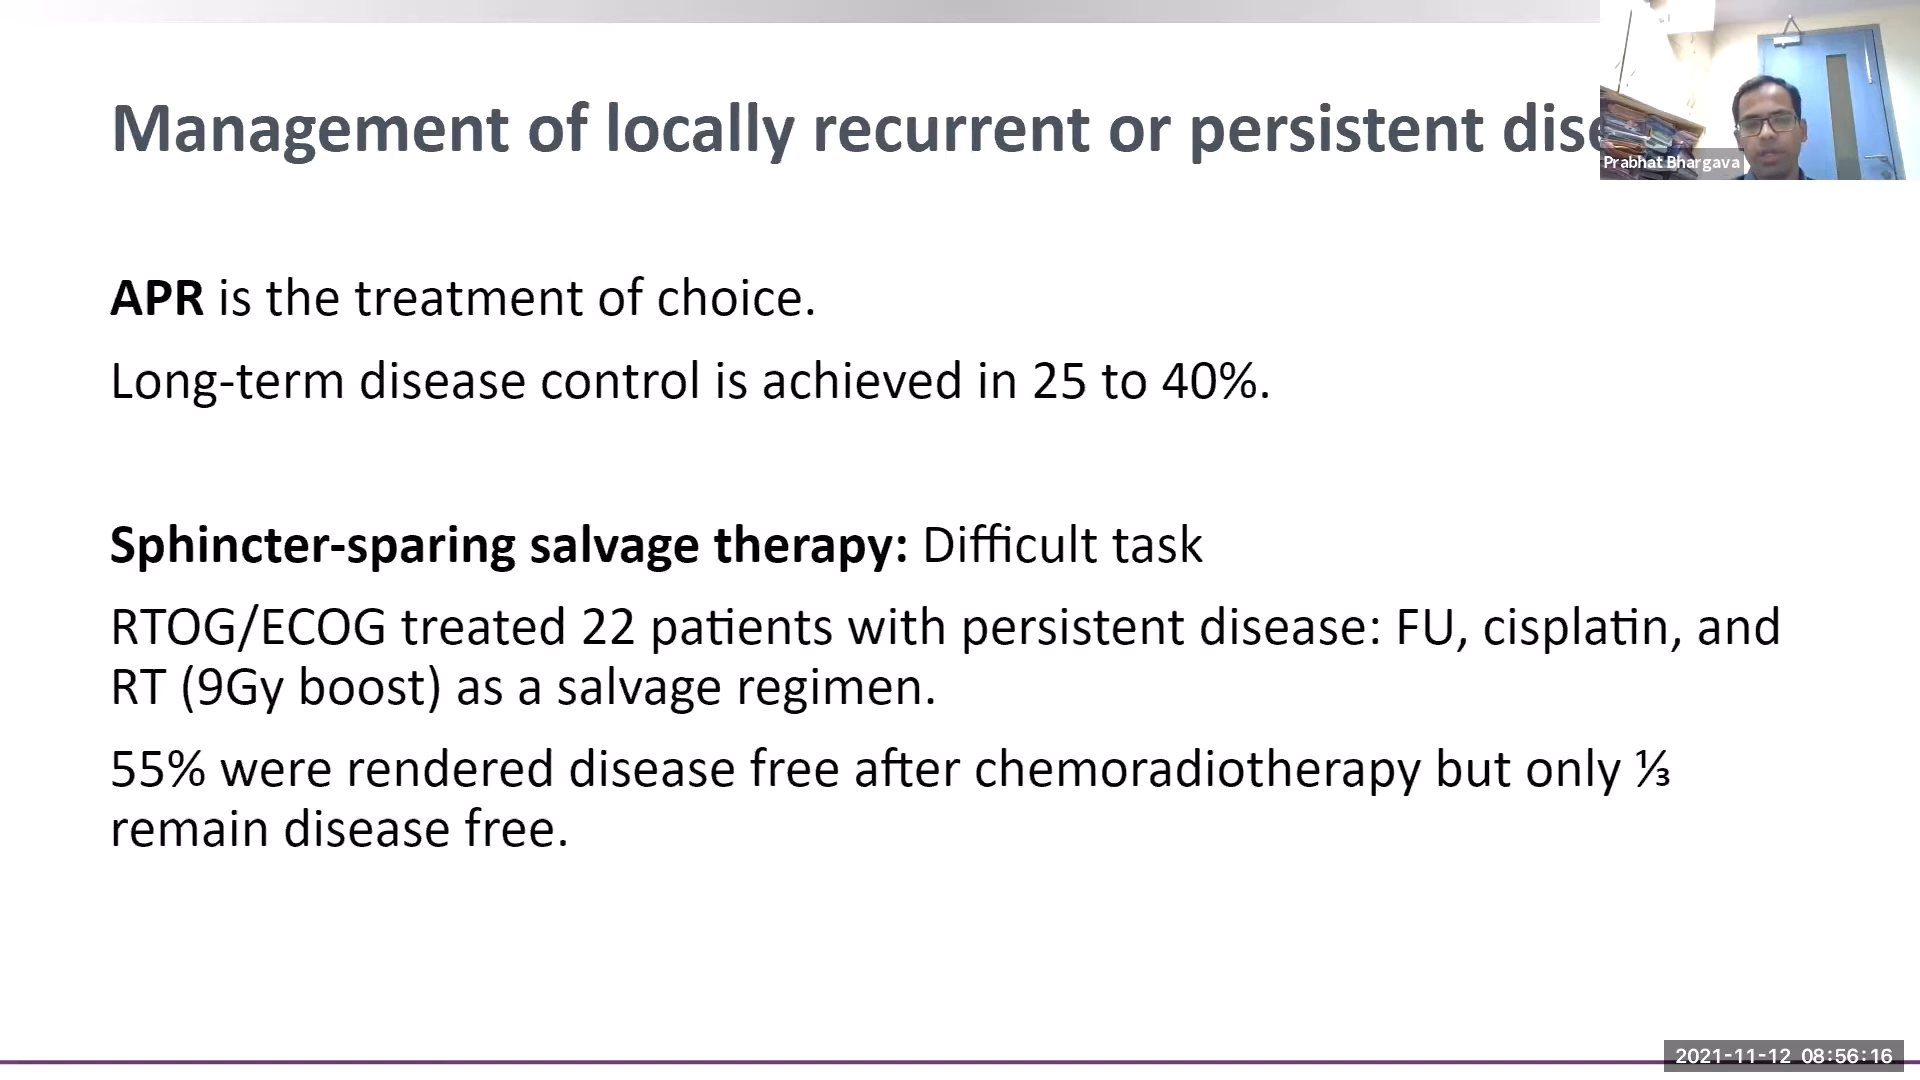 Management of locally recurrent or persistent
Prabhat Bhargava
APR is the treatment of choice.
Long-term disease control is achieved in 25 to 40%.
Sphincter-sparing salvage therapy: Difficult task
RTOG/ECOG treated 22 patients with persistent disease: FU, cisplatin, and
RT (9Gy boost) as a salvage regimen.
55% were rendered disease free after chemoradiotherapy but only ⅓
remain disease free.
2021-11-12 08:56:16